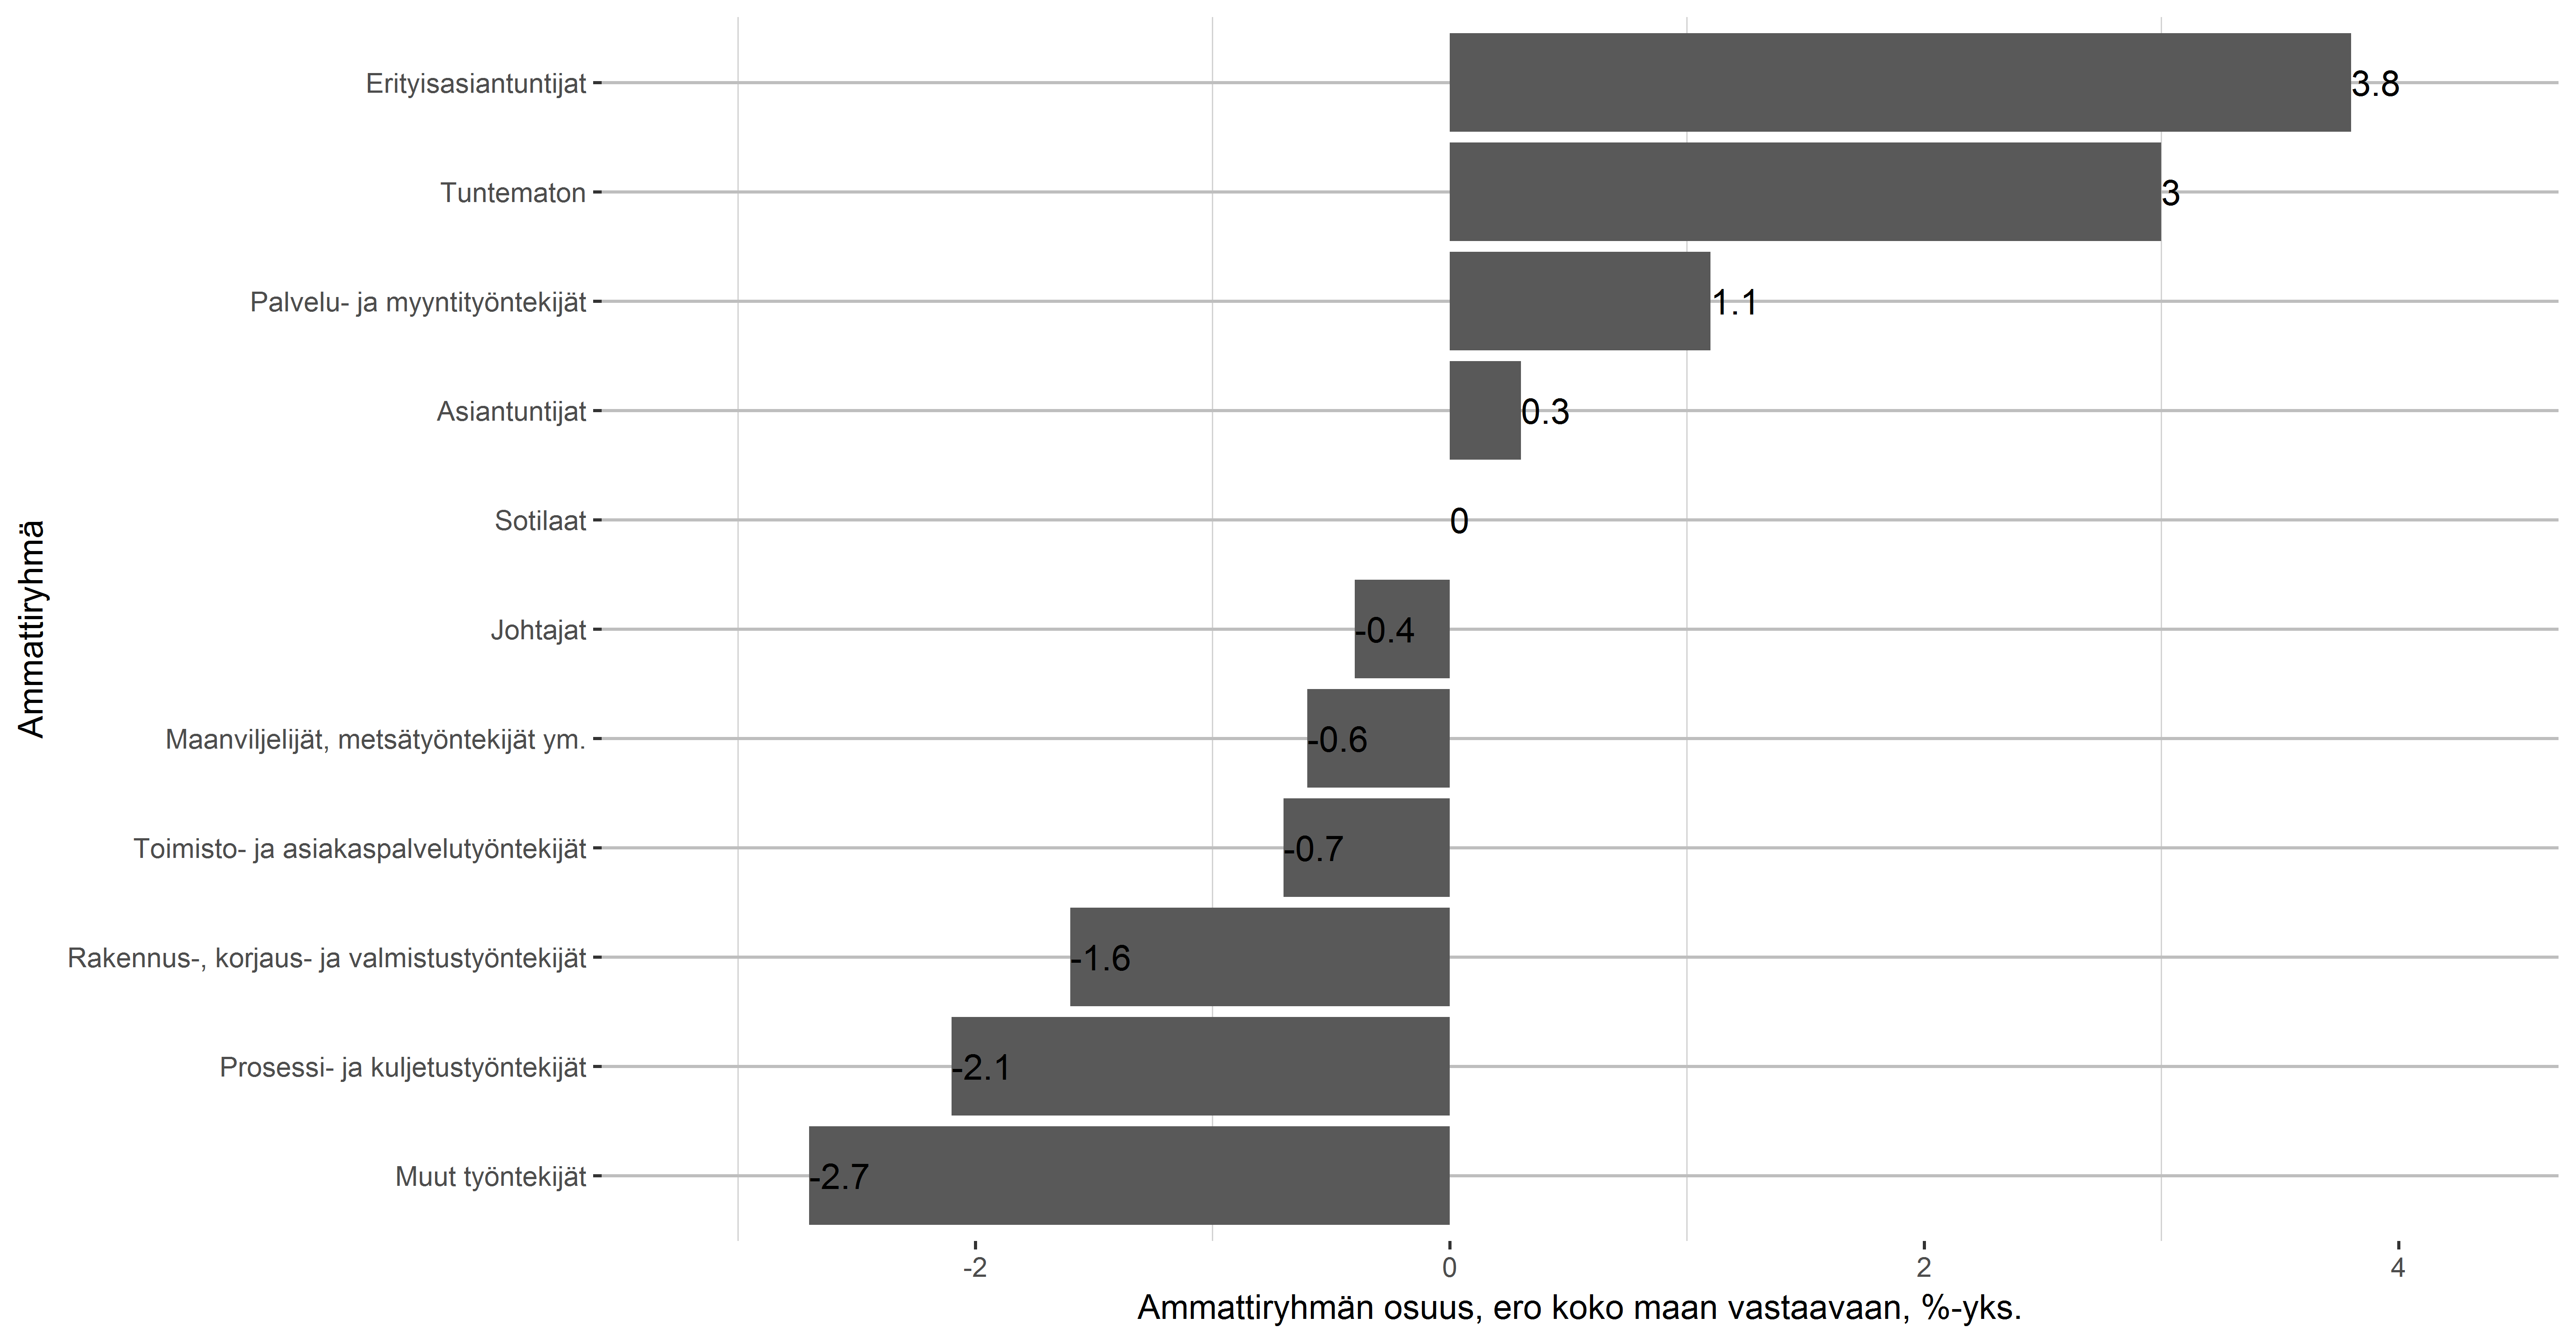 Ammattiryhmä
Erityisasiantuntijat 3.8
Tuntematon 3
Palvelu- ja myyntityöntekijät 1.1
Asiantuntijat 0.3
Sotilaat 0
Johtajat -0.4
Maanviljelijät, metsätyöntekijät ym. -0.6
Toimisto- ja asiakaspalvelutyöntekijät -0.7
Rakennus-, korjaus- ja valmistustyöntekijät -1.6
Prosessi- ja kuljetustyöntekijät -2.1
Muut työntekijät -2.7
-2 0 2 4
Ammattiryhmän osuus, ero koko maan vastaavaan, %-yks.